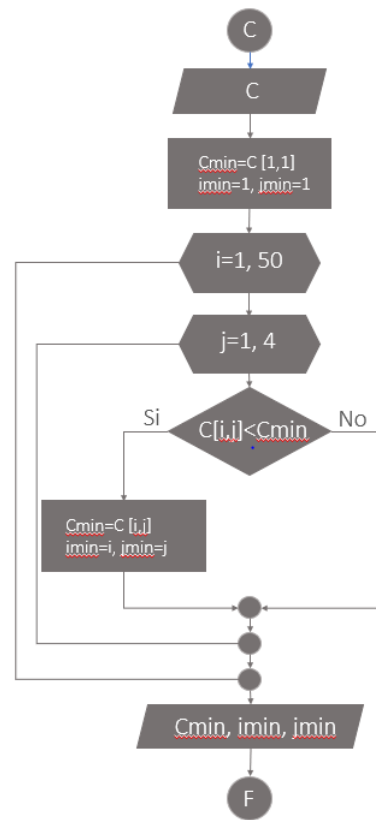 C
C
Cmin=C [1,1]
imin=1, jmin=1
i=1, 50
j=1, 4
Si
C[i,j]<Cmin
No
Cmin=C [i,j]
imin=i, jmin=j
Cmin, imin, jmin
F